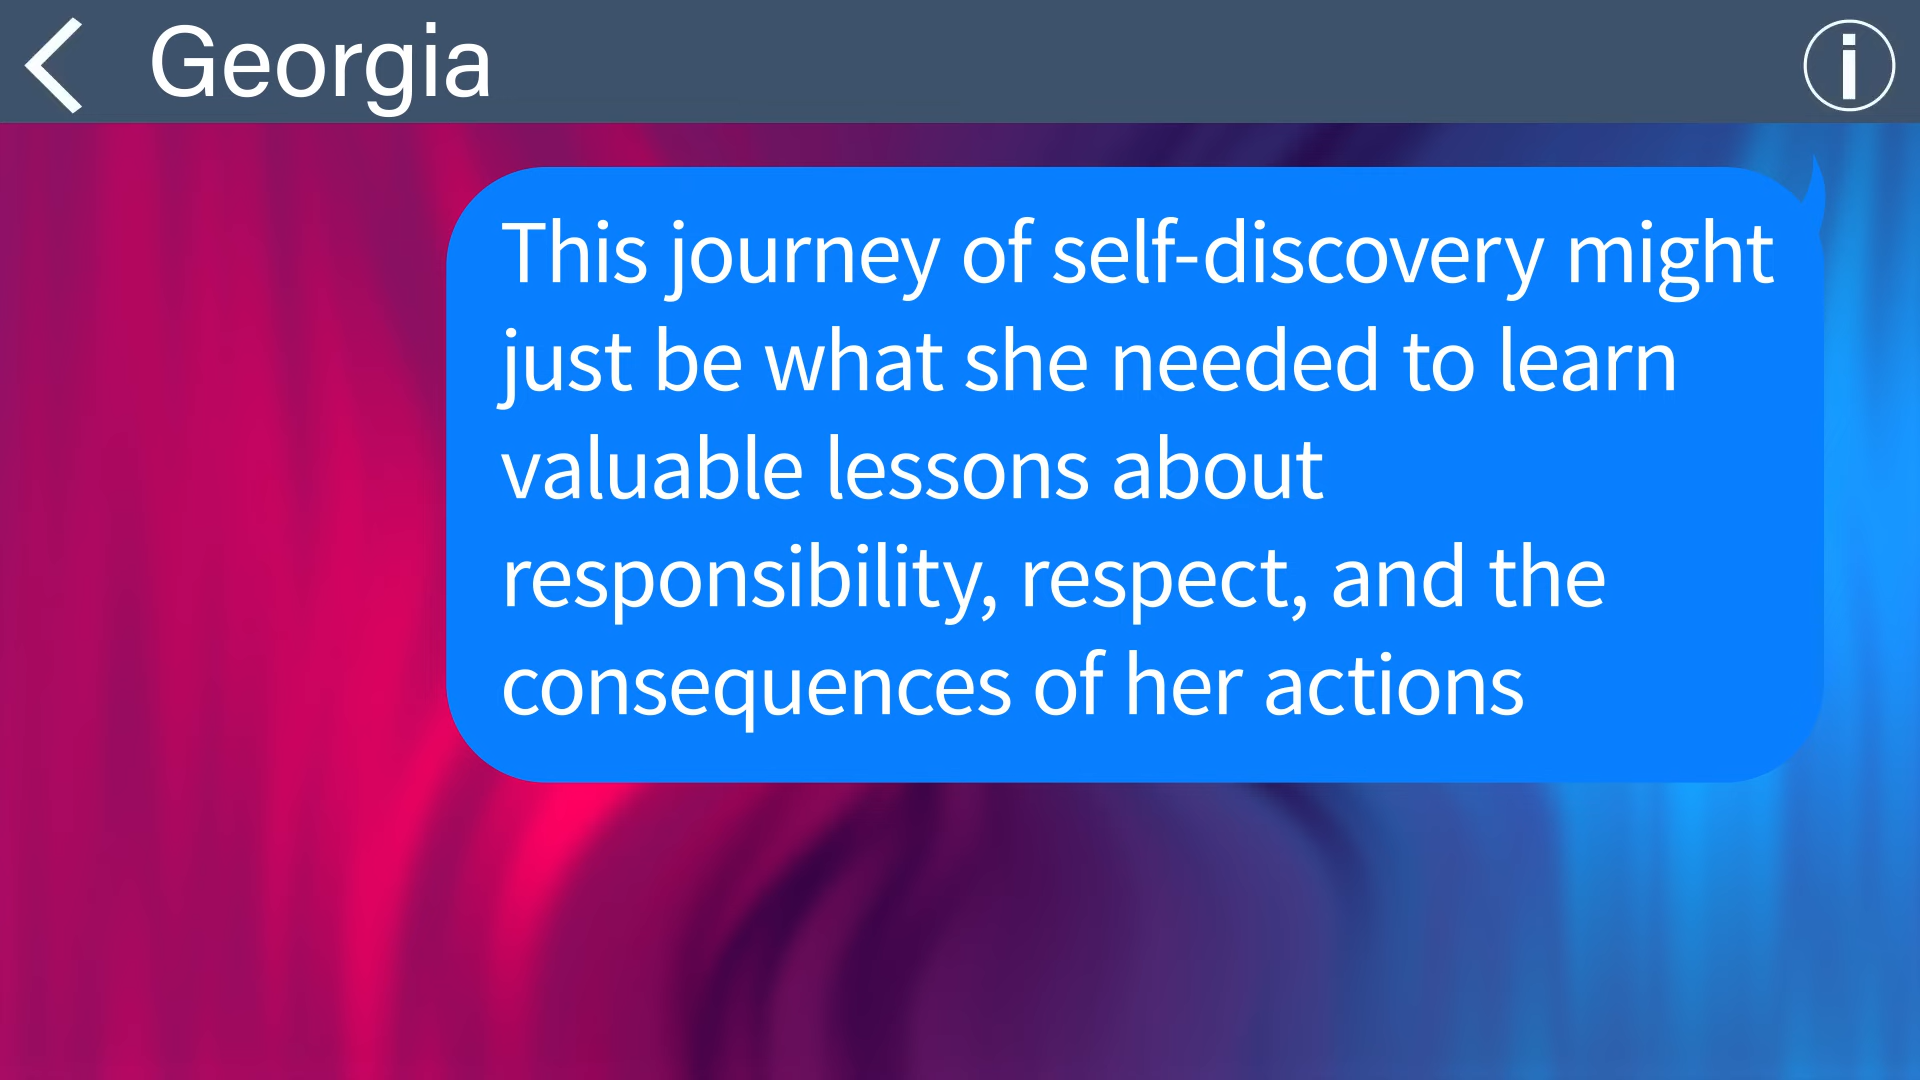 Georgia
This journey of self-discovery might
just be what she needed to learn
valuable lessons about
responsibility, respect, and the
consequences of her actions